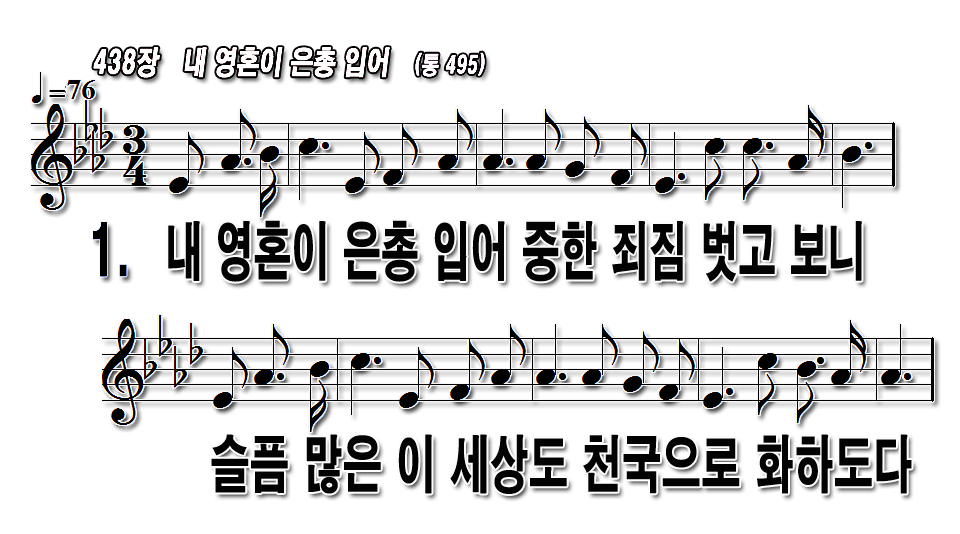 438장 내 영혼이 은총 입어 (통 495)
♩=76
3/4
1. 내 영혼이 은총 입어 중한 죄짐 벗고 보니
슬픔 많은 이 세상도 천국으로 화하도다